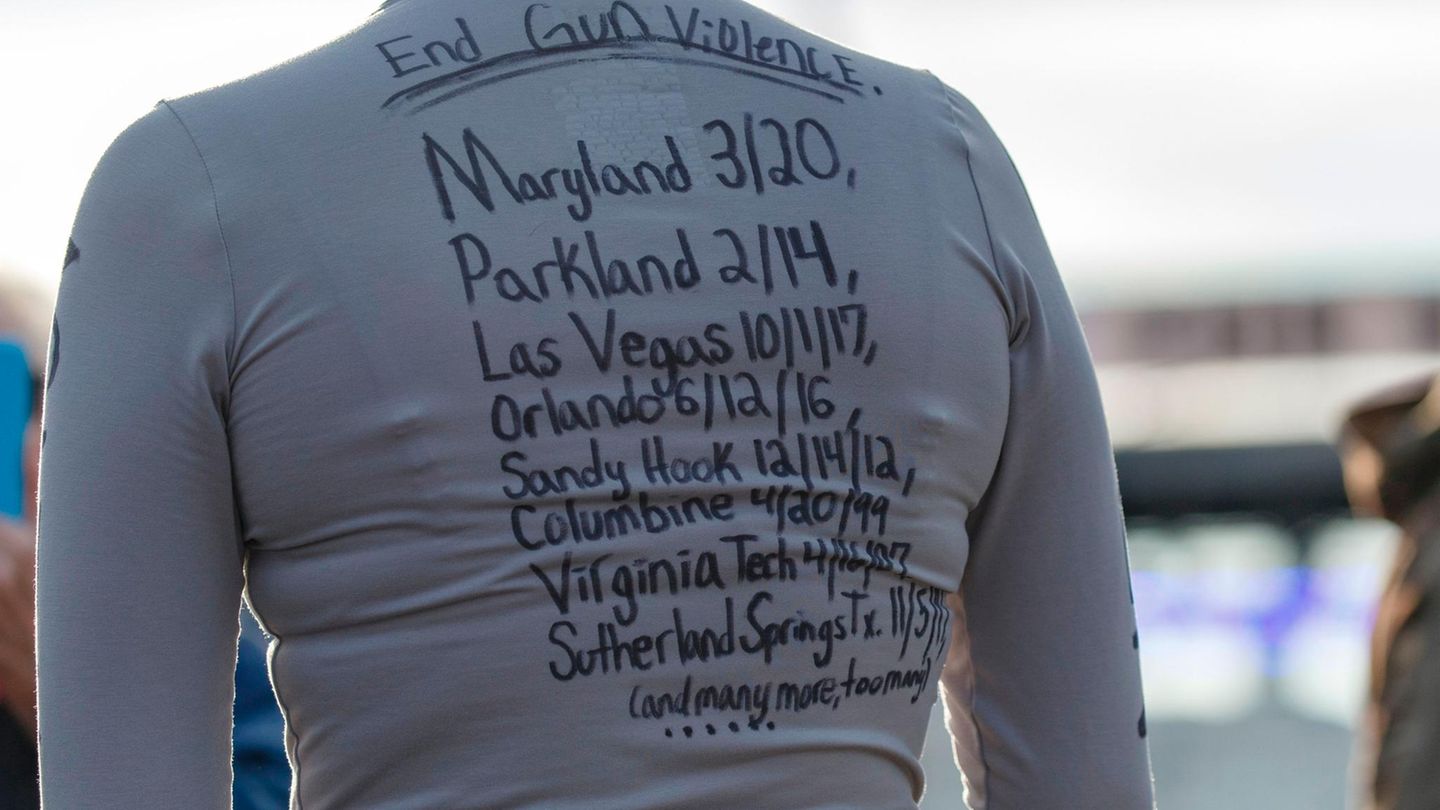 End Gun Violence.
Maryland 3/20,
Parkland 2/14,
Las Vegas 10/1/17,
Orlando 6/12/16,
Sandy Hook 12/14/12,
Columbine 4/20/99
Virginia Tech 4/16/07,
Sutherland Springs Tx. 11/5/17,
(and many more, too many)
......